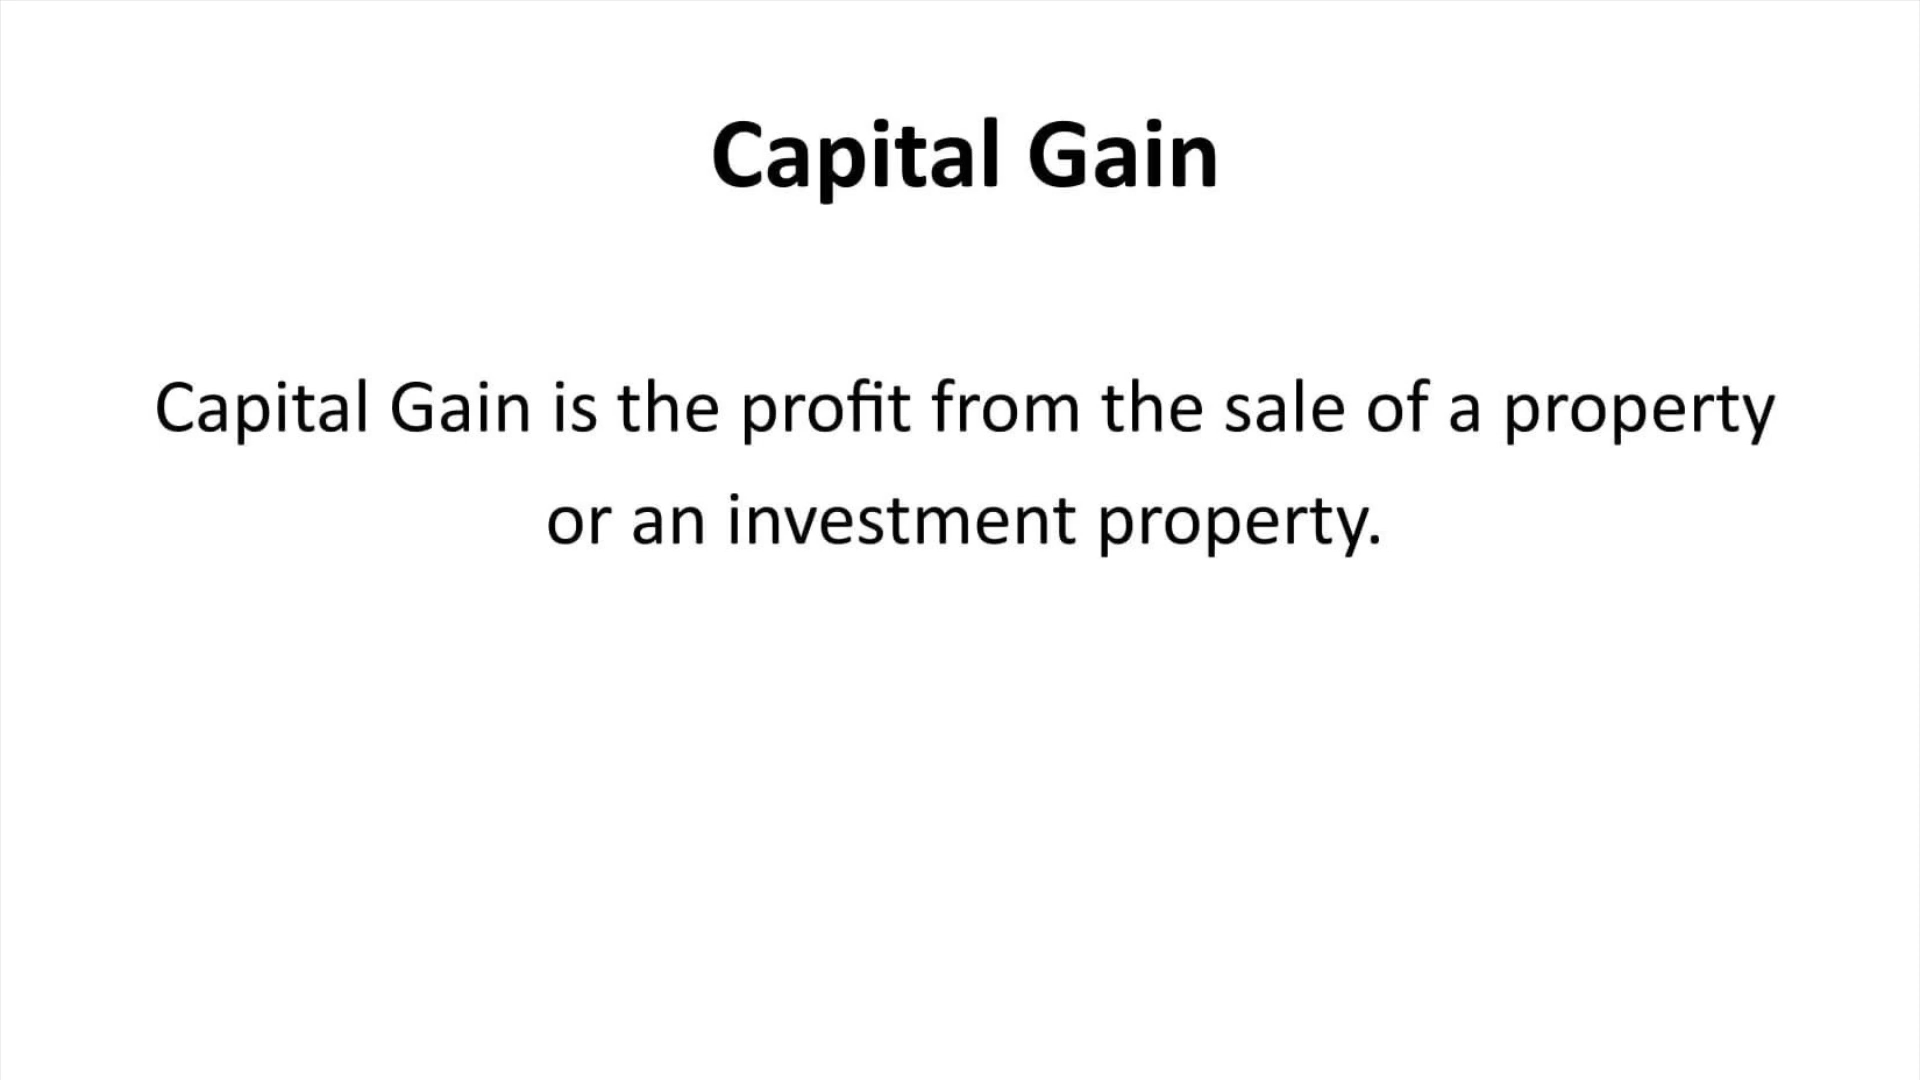 Capital Gain
Capital Gain is the profit from the sale of a property
or an investment property.